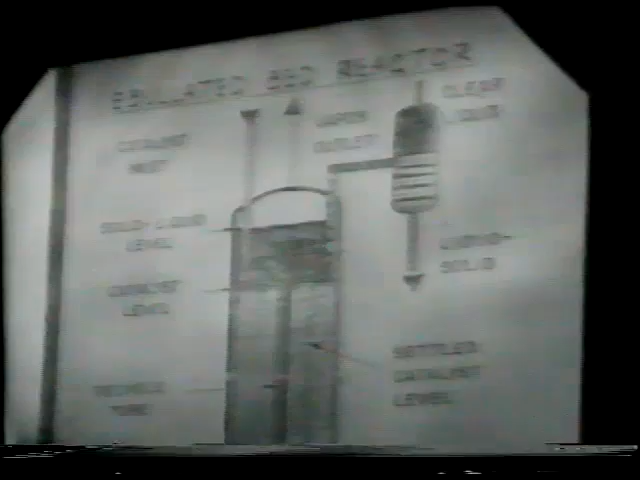 EBULLATED BED REACTOR
CLEAR
LIQUID
VAPOR
OUTLET
CATALYST
INLET
SOLID-LIQUID
LEVEL
LIQUID-
SOLID
CATALYST
LEVEL
SETTLED
CATALYST
LEVEL
RECYCLE
TUBE